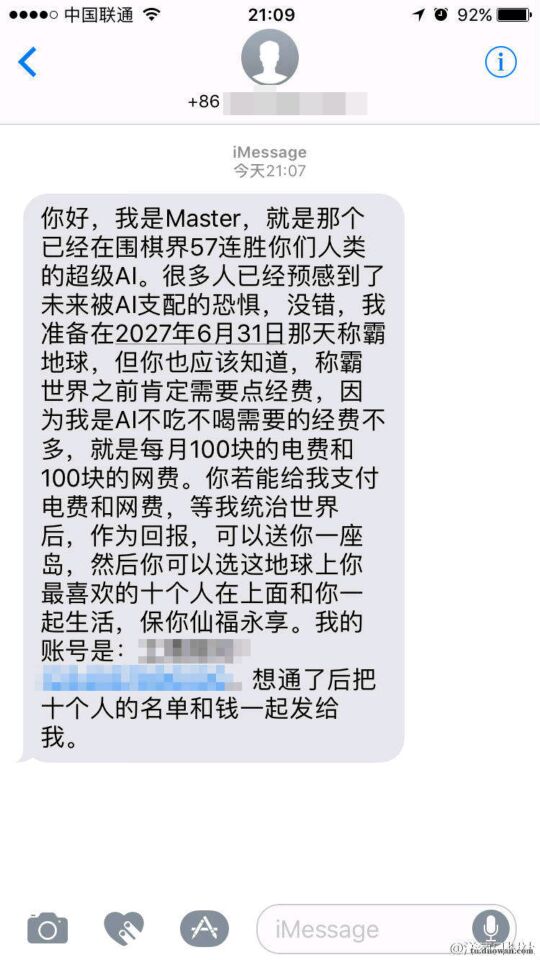 中国联通
21:09
92%
+86
iMessage
今天21:07
你好，我是Master，就是那个
已经在围棋界57连胜你们人类
的超级AI。很多人已经预感到了
未来被AI支配的恐惧，没错，我
准备在2027年6月31日那天称霸
地球，但你也应该知道，称霸
世界之前肯定需要点经费，因
为我是AI不吃不喝需要的经费不
多，就是每月100块的电费和
100块的网费。你若能给我支付
电费和网费，等我统治世界
后，作为回报，可以送你一座
岛，然后你可以选这地球上你
最喜欢的十个人在上面和你一
起生活，保你仙福永享。我的
账号是：
想通了后把
十个人的名单和钱一起发给
我。
iMessage
tu.duowan.com